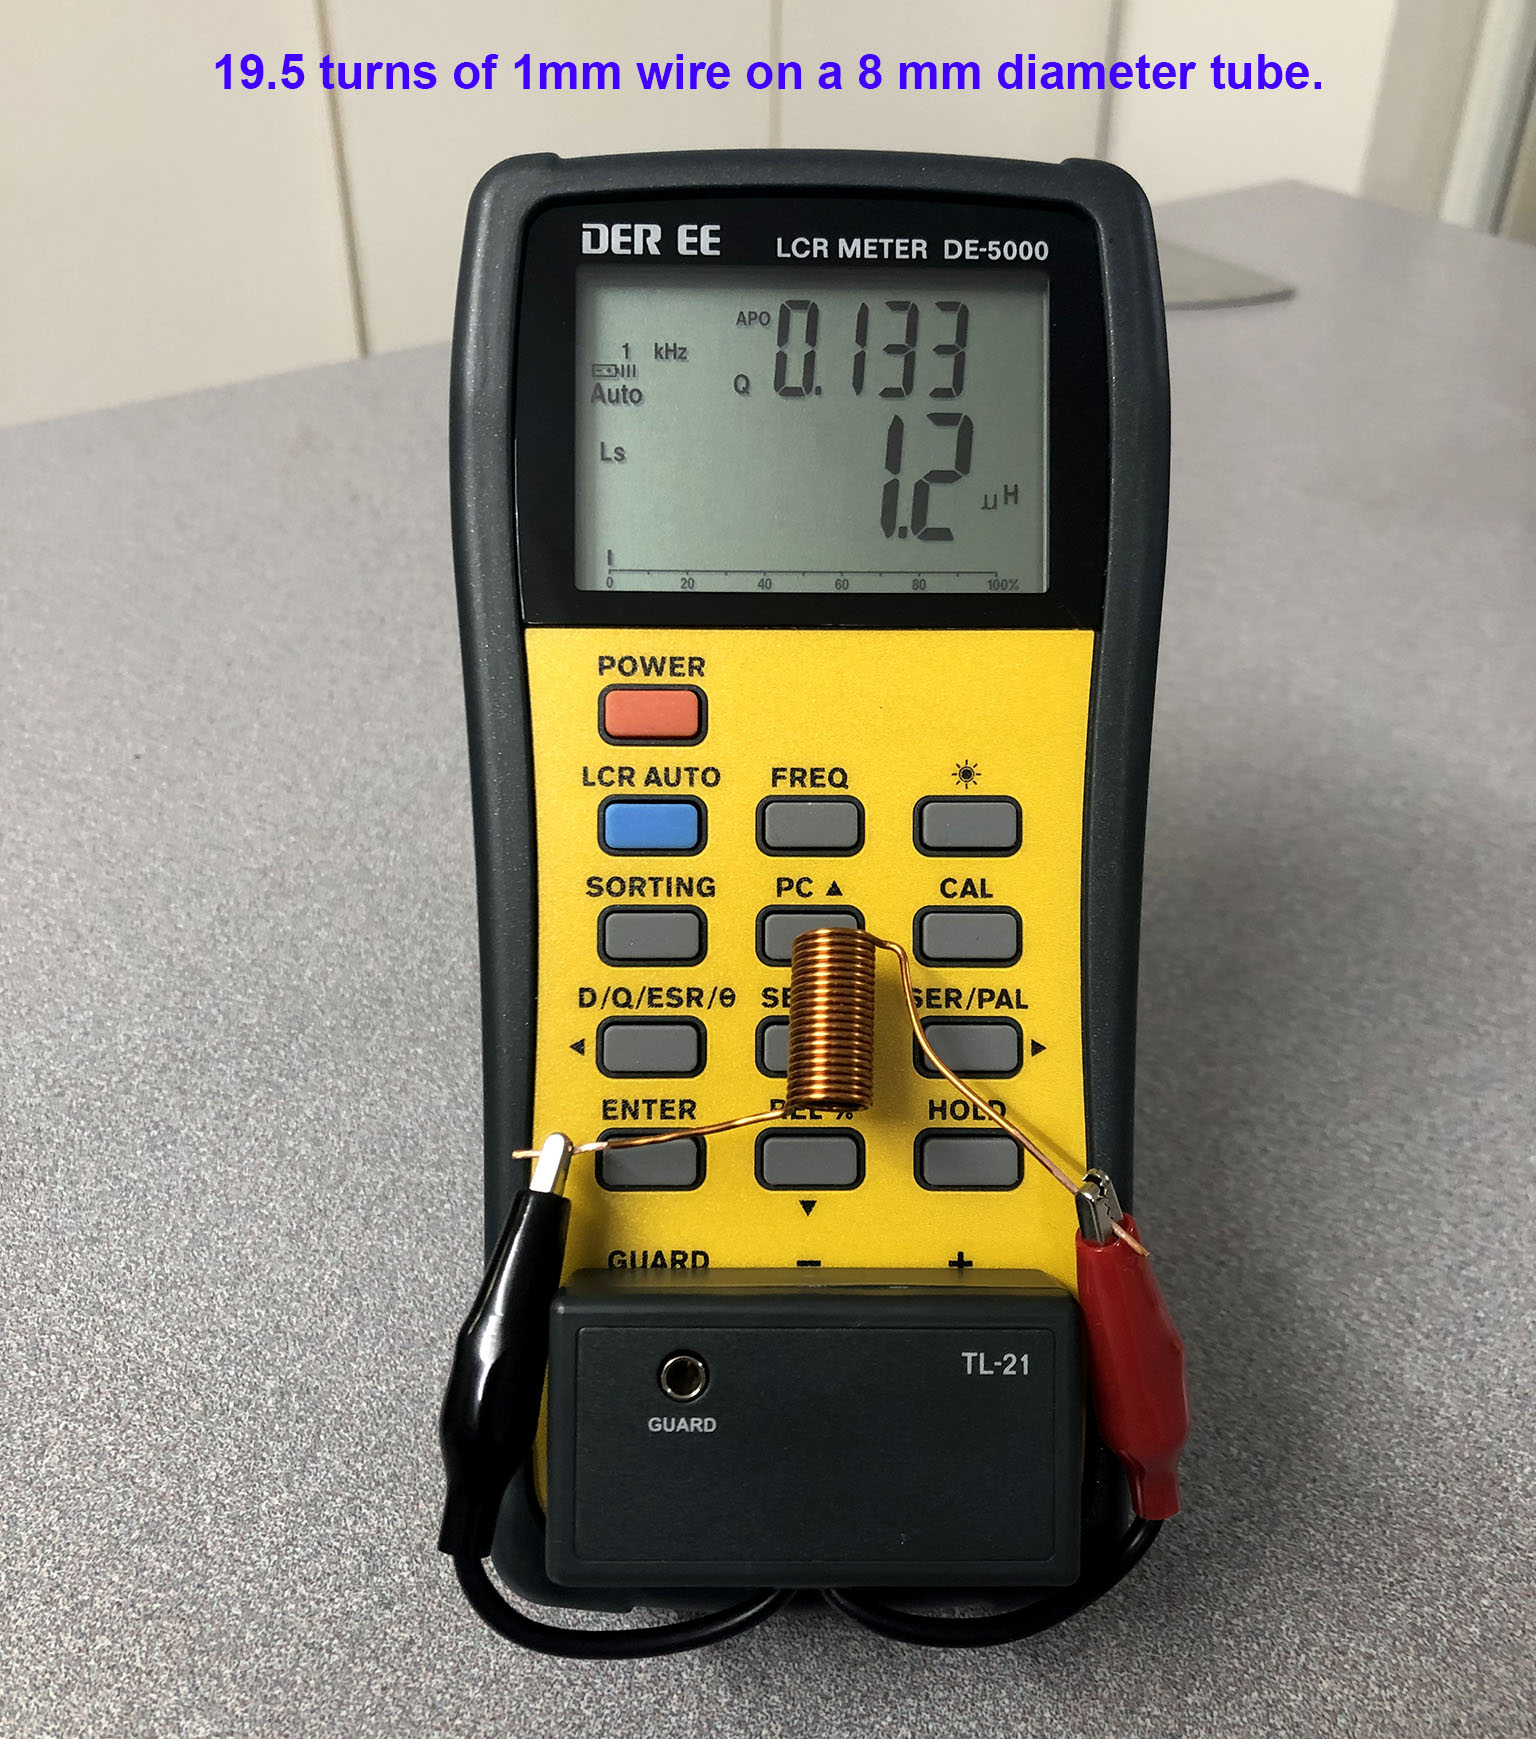 19.5 turns of 1mm wire on a 8 mm diameter tube.
DER EE LCR METER DE-5000
APO 0.133
1 kHz
Auto Q
Ls 1.2 µH
0 20 40 60 80 100%
POWER
LCR AUTO FREQ
SORTING PC ▲ CAL
D/Q/ESR/θ SER/PAL
ENTER HOLD
GUARD - +
TL-21
GUARD